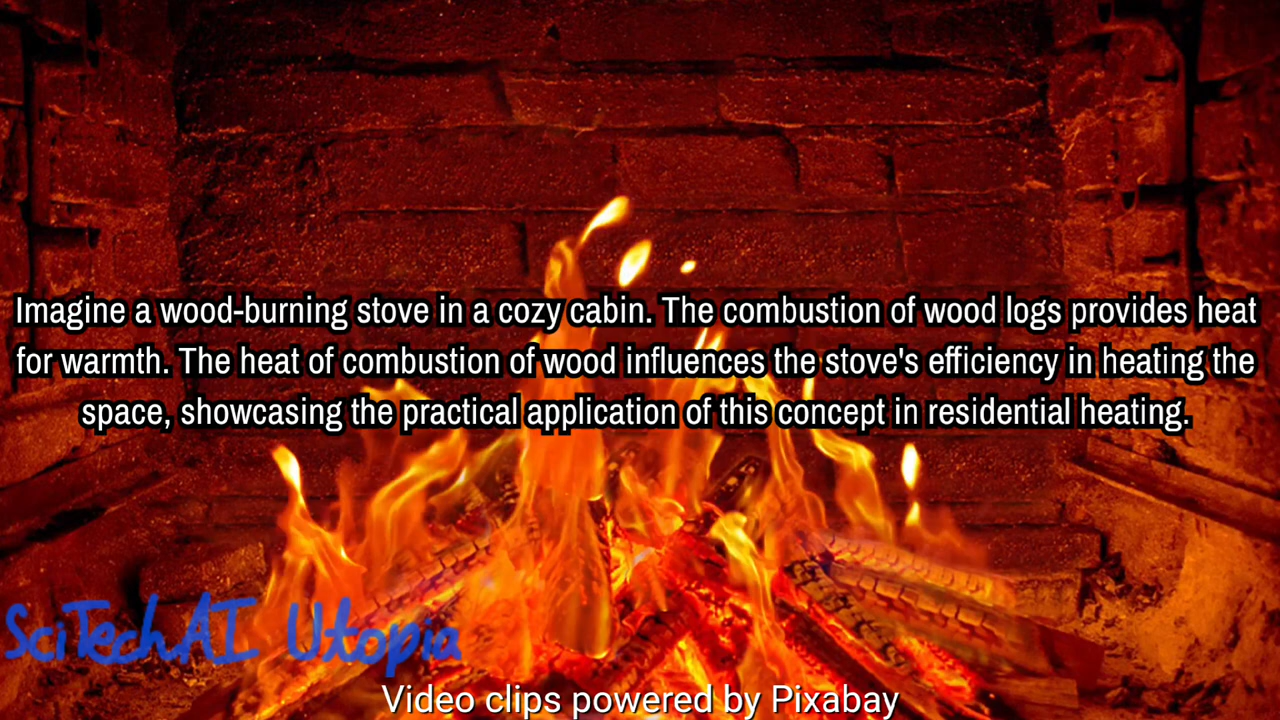 Imagine a wood-burning stove in a cozy cabin. The combustion of wood logs provides heat
for warmth. The heat of combustion of wood influences the stove's efficiency in heating the
space, showcasing the practical application of this concept in residential heating.
SciTechAI Utopia
Video clips powered by Pixabay